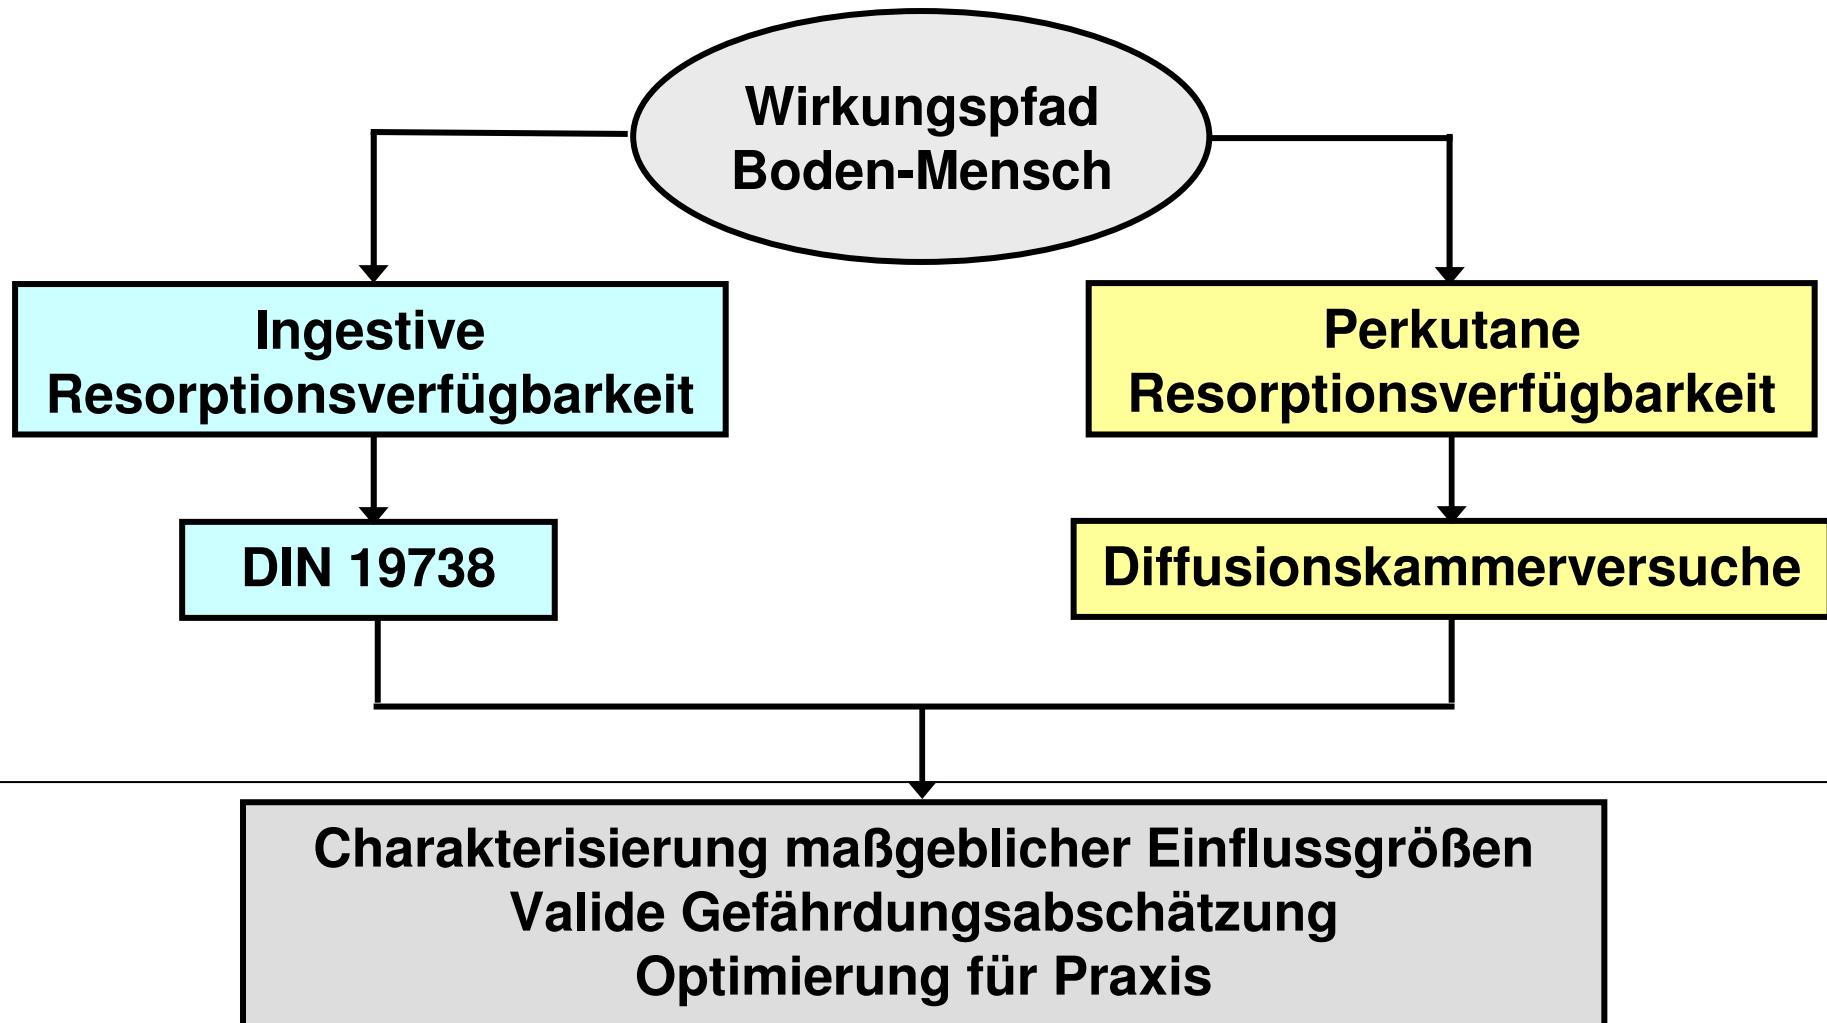 Wirkungspfad
Boden-Mensch
Ingestive
Resorptionsverfügbarkeit
Perkutane
Resorptionsverfügbarkeit
DIN 19738
Diffusionskammerversuche
Charakterisierung maßgeblicher Einflussgrößen
Valide Gefährdungsabschätzung
Optimierung für Praxis